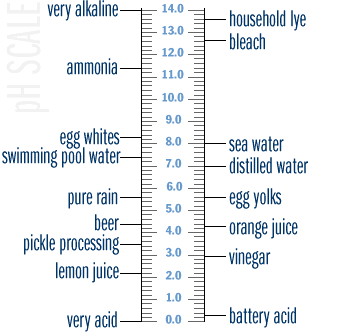 pH SCALE
very alkaline
14.0
household lye
13.0
bleach
12.0
ammonia
11.0
10.0
9.0
egg whites
8.0
sea water
swimming pool water
7.0
distilled water
6.0
pure rain
egg yolks
5.0
beer
4.0
orange juice
pickle processing
3.0
vinegar
lemon juice
2.0
1.0
very acid
0.0
battery acid